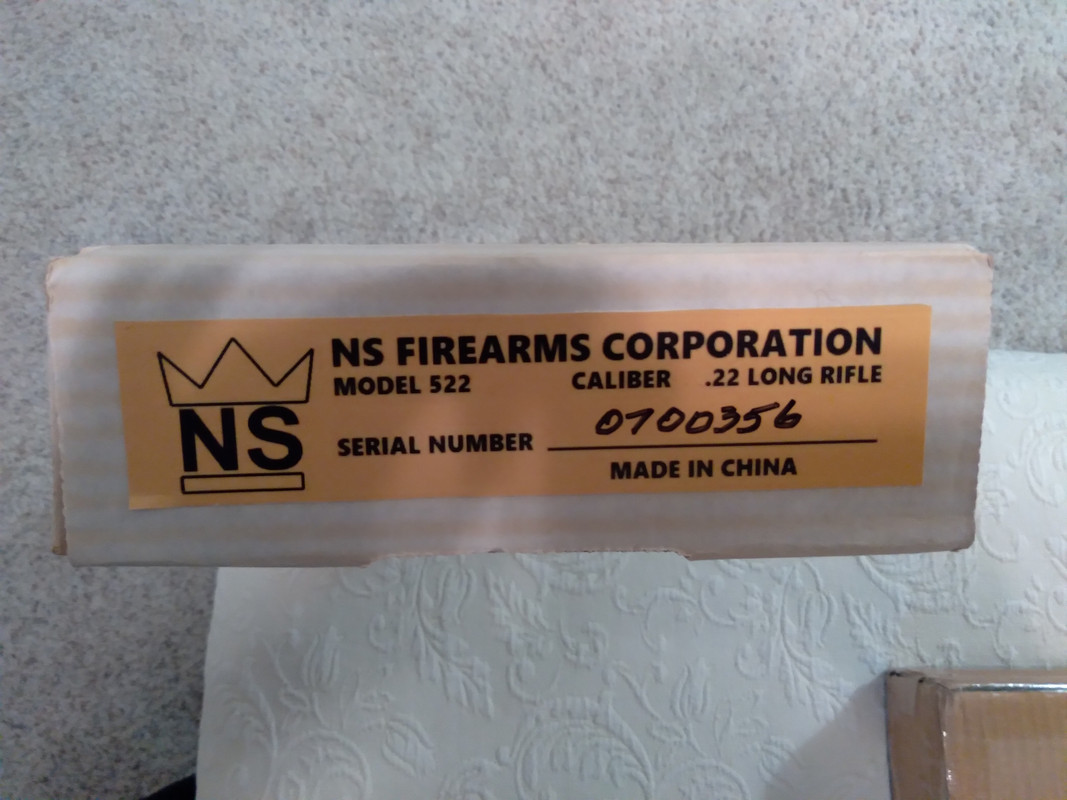 NS FIREARMS CORPORATION
MODEL 522 CALIBER .22 LONG RIFLE
NS
SERIAL NUMBER 0700356
MADE IN CHINA